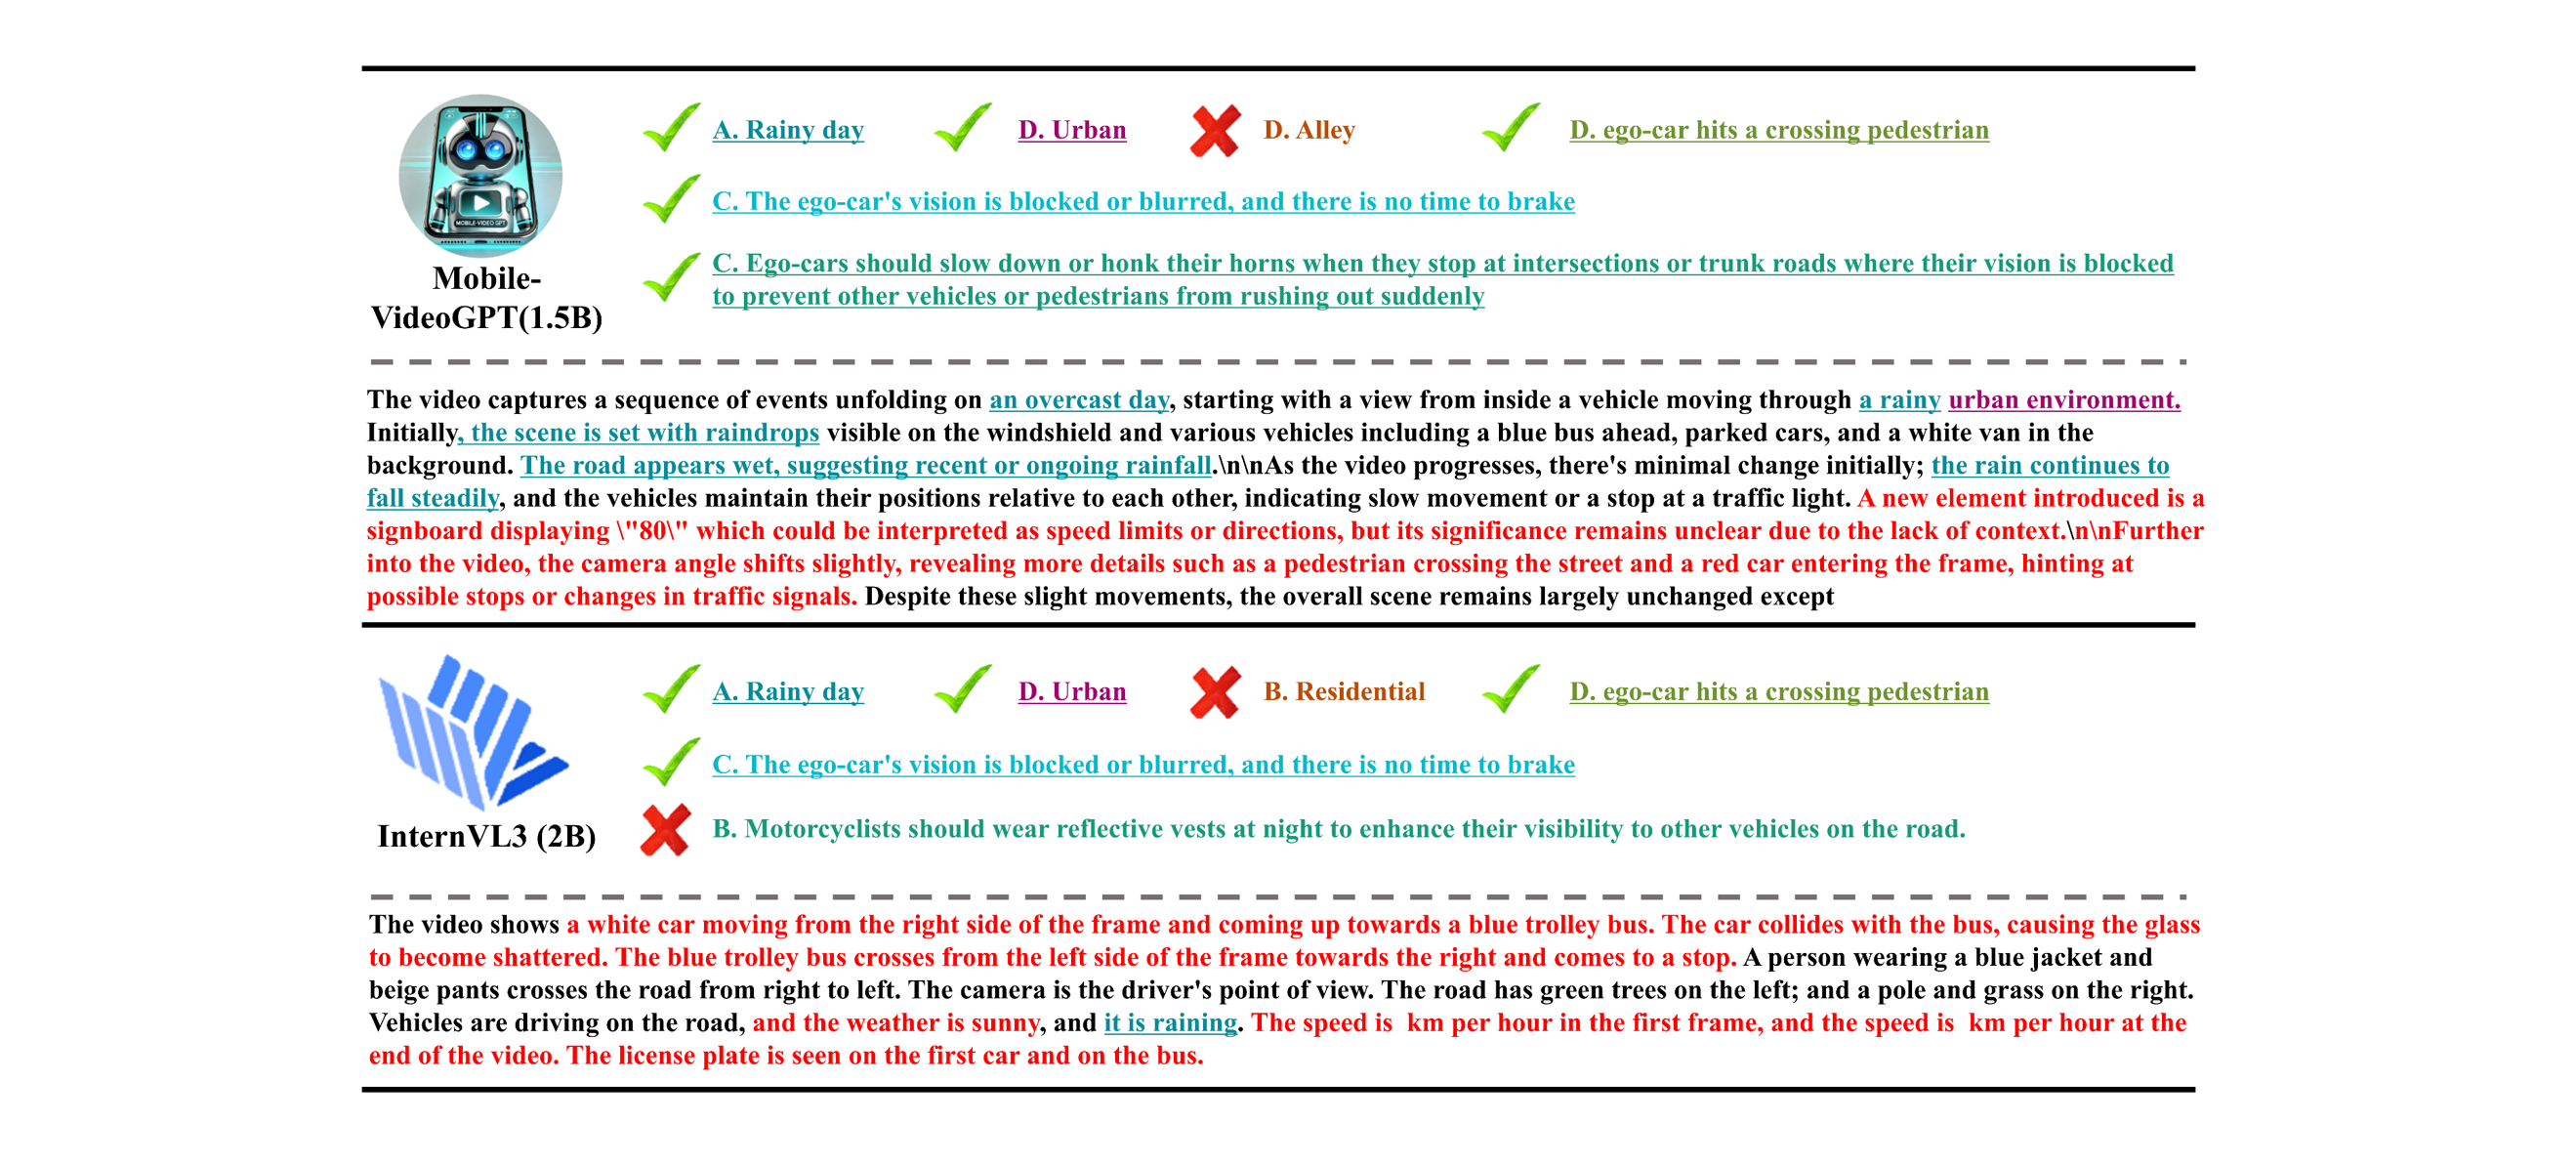 A. Rainy day D. Urban D. Alley D. ego-car hits a crossing pedestrian
C. The ego-car's vision is blocked or blurred, and there is no time to brake
MOBILE-VIDEO GPT
Mobile-
VideoGPT(1.5B)
C. Ego-cars should slow down or honk their horns when they stop at intersections or trunk roads where their vision is blocked
to prevent other vehicles or pedestrians from rushing out suddenly
The video captures a sequence of events unfolding on an overcast day, starting with a view from inside a vehicle moving through a rainy urban environment.
Initially, the scene is set with raindrops visible on the windshield and various vehicles including a blue bus ahead, parked cars, and a white van in the
background. The road appears wet, suggesting recent or ongoing rainfall.\n\nAs the video progresses, there's minimal change initially; the rain continues to
fall steadily, and the vehicles maintain their positions relative to each other, indicating slow movement or a stop at a traffic light. A new element introduced is a
signboard displaying \"80\" which could be interpreted as speed limits or directions, but its significance remains unclear due to the lack of context.\n\nFurther
into the video, the camera angle shifts slightly, revealing more details such as a pedestrian crossing the street and a red car entering the frame, hinting at
possible stops or changes in traffic signals. Despite these slight movements, the overall scene remains largely unchanged except
A. Rainy day D. Urban B. Residential D. ego-car hits a crossing pedestrian
C. The ego-car's vision is blocked or blurred, and there is no time to brake
InternVL3 (2B)
B. Motorcyclists should wear reflective vests at night to enhance their visibility to other vehicles on the road.
The video shows a white car moving from the right side of the frame and coming up towards a blue trolley bus. The car collides with the bus, causing the glass
to become shattered. The blue trolley bus crosses from the left side of the frame towards the right and comes to a stop. A person wearing a blue jacket and
beige pants crosses the road from right to left. The camera is the driver's point of view. The road has green trees on the left; and a pole and grass on the right.
Vehicles are driving on the road, and the weather is sunny, and it is raining. The speed is  km per hour in the first frame, and the speed is  km per hour at the
end of the video. The license plate is seen on the first car and on the bus.